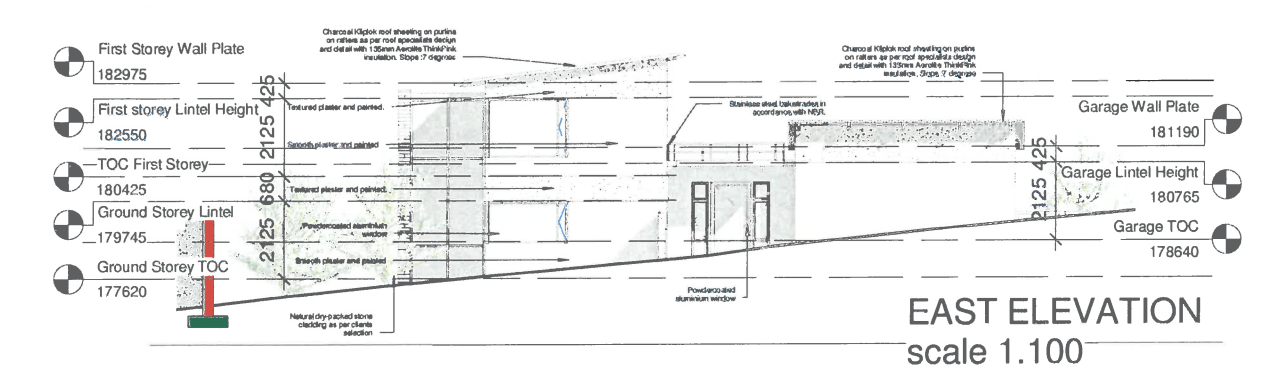 Charcoal Kliplok roof sheeting on purlins
on rafters as per roof specialists design
and detail with 135mm Aerolite ThinkPink
insulation. Slope :7 degrees
First Storey Wall Plate
182975
Charcoal Kliplok roof sheeting on purlins
on rafters as per roof specialists design
and detail with 135mm Aerolite ThinkPink
insulation. Slope :7 degrees
425
First storey Lintel Height
182550
Textured plaster and painted.
Stainless steel balustrades in
accordance with NBR.
Garage Wall Plate
181190
2125
Smooth plaster and painted
425
TOC First Storey
180425
Garage Lintel Height
180765
680
Textured plaster and painted.
2125
Ground Storey Lintel
179745
Powdercoated aluminium
window
Garage TOC
178640
2125
Smooth plaster and painted
Ground Storey TOC
177620
Powdercoated
aluminium window
Natural dry-packed stone
cladding as per clients
selection
EAST ELEVATION
scale 1.100